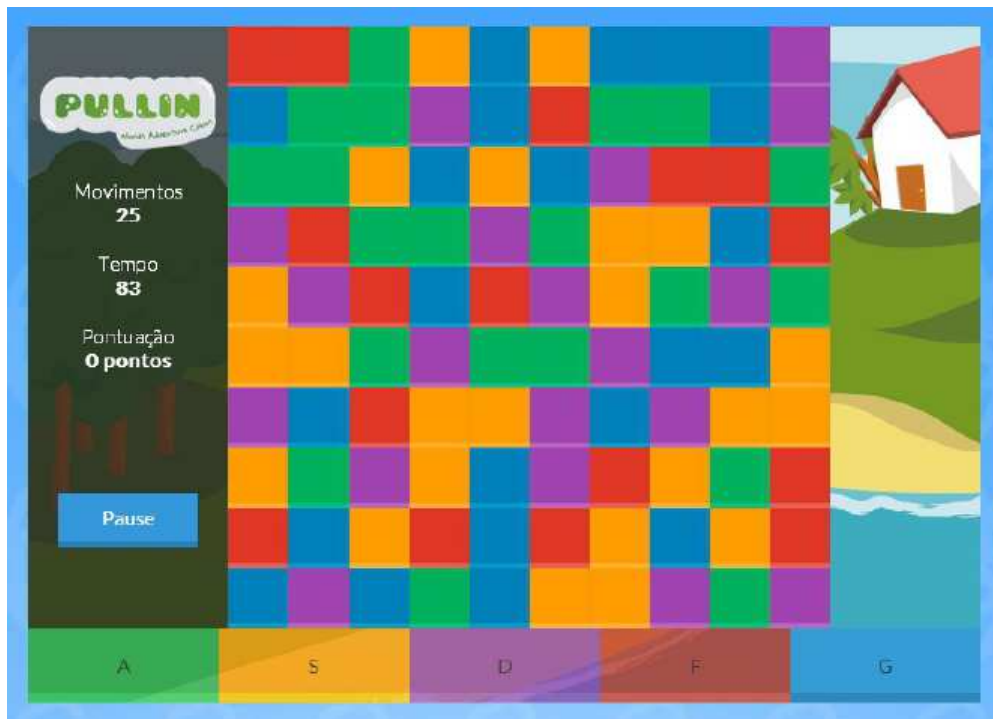 PULLIN
Movimentos
25
Tempo
83
Pontuação
0 pontos
Pause
A
S
D
F
G